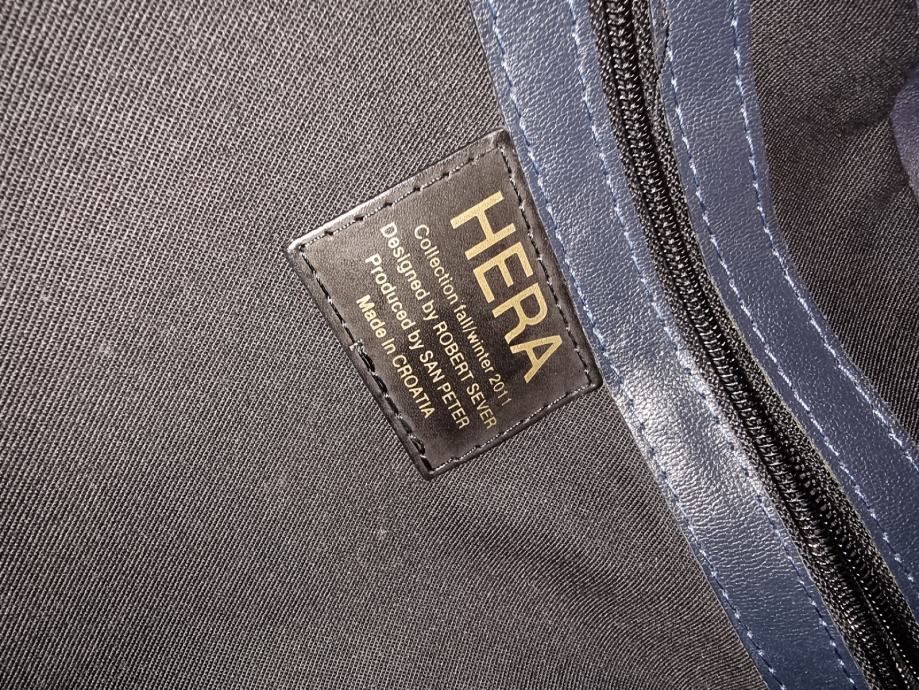 HERA
Collection fall/winter 2011
Designed by ROBERT SEVER
Produced by SAN PETER
Made in CROATIA